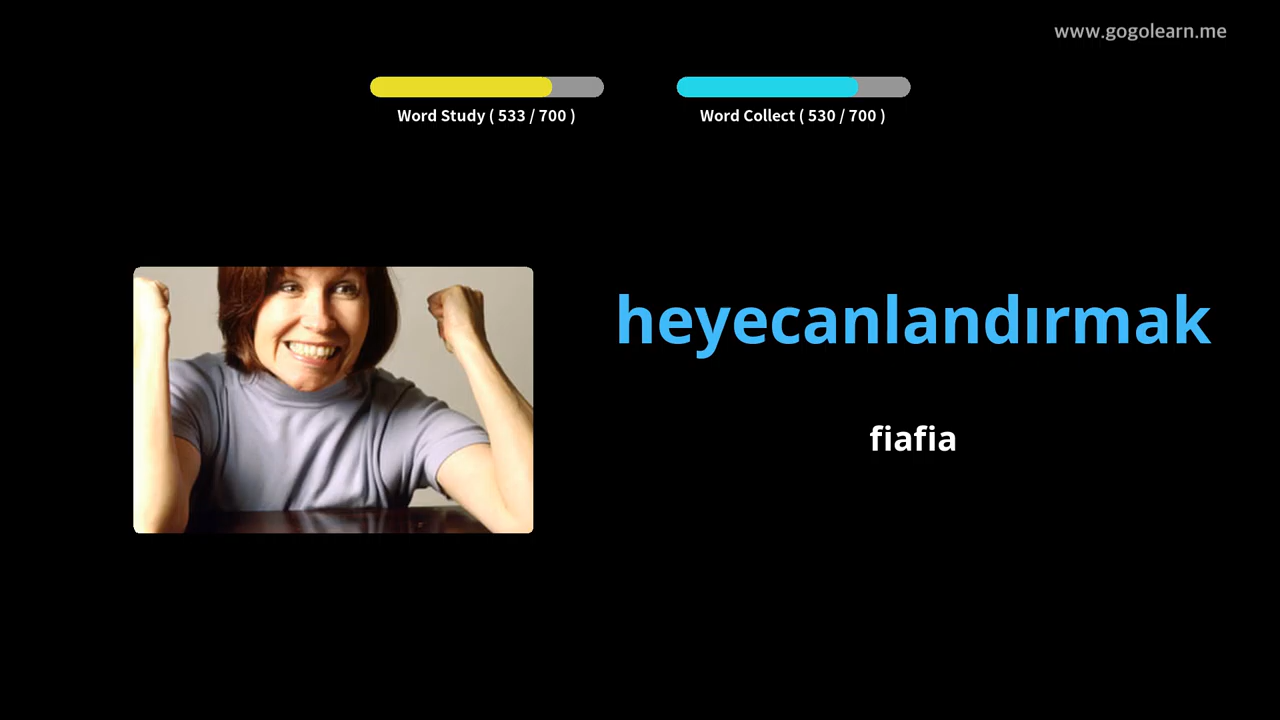 www.gogolearn.me
Word Study ( 533 / 700 )
Word Collect ( 530 / 700 )
heyecanlandırmak
fiafia